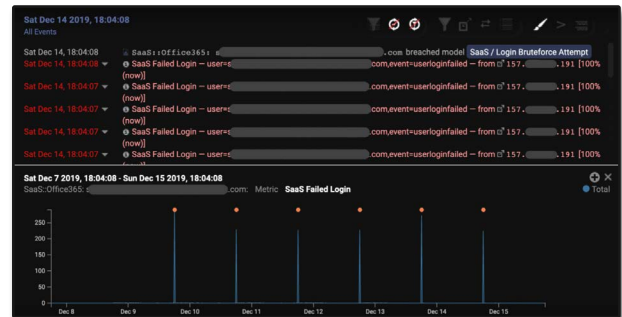 Sat Dec 14 2019, 18:04:08
All Events
Sat Dec 14, 18:04:08 SaaS::Office365: s .com breached model SaaS / Login Bruteforce Attempt
Sat Dec 14, 18:04:08 SaaS Failed Login — user=s .com,event=userloginfailed — from 157. .191 [100%
(now)]
Sat Dec 14, 18:04:07 SaaS Failed Login — user=s .com,event=userloginfailed — from 157. .191 [100%
(now)]
Sat Dec 14, 18:04:07 SaaS Failed Login — user=s .com,event=userloginfailed — from 157. .191 [100%
(now)]
Sat Dec 14, 18:04:07 SaaS Failed Login — user=s .com,event=userloginfailed — from 157. .191 [100%
(now)]
Sat Dec 14, 18:04:07 SaaS Failed Login — user=s .com,event=userloginfailed — from 157. .191 [100%
Sat Dec 7 2019, 18:04:08 - Sun Dec 15 2019, 18:04:08
SaaS::Office365: s .com: Metric SaaS Failed Login
Total
250
200
150
100
50
0
Dec 8 Dec 9 Dec 10 Dec 11 Dec 12 Dec 13 Dec 14 Dec 15